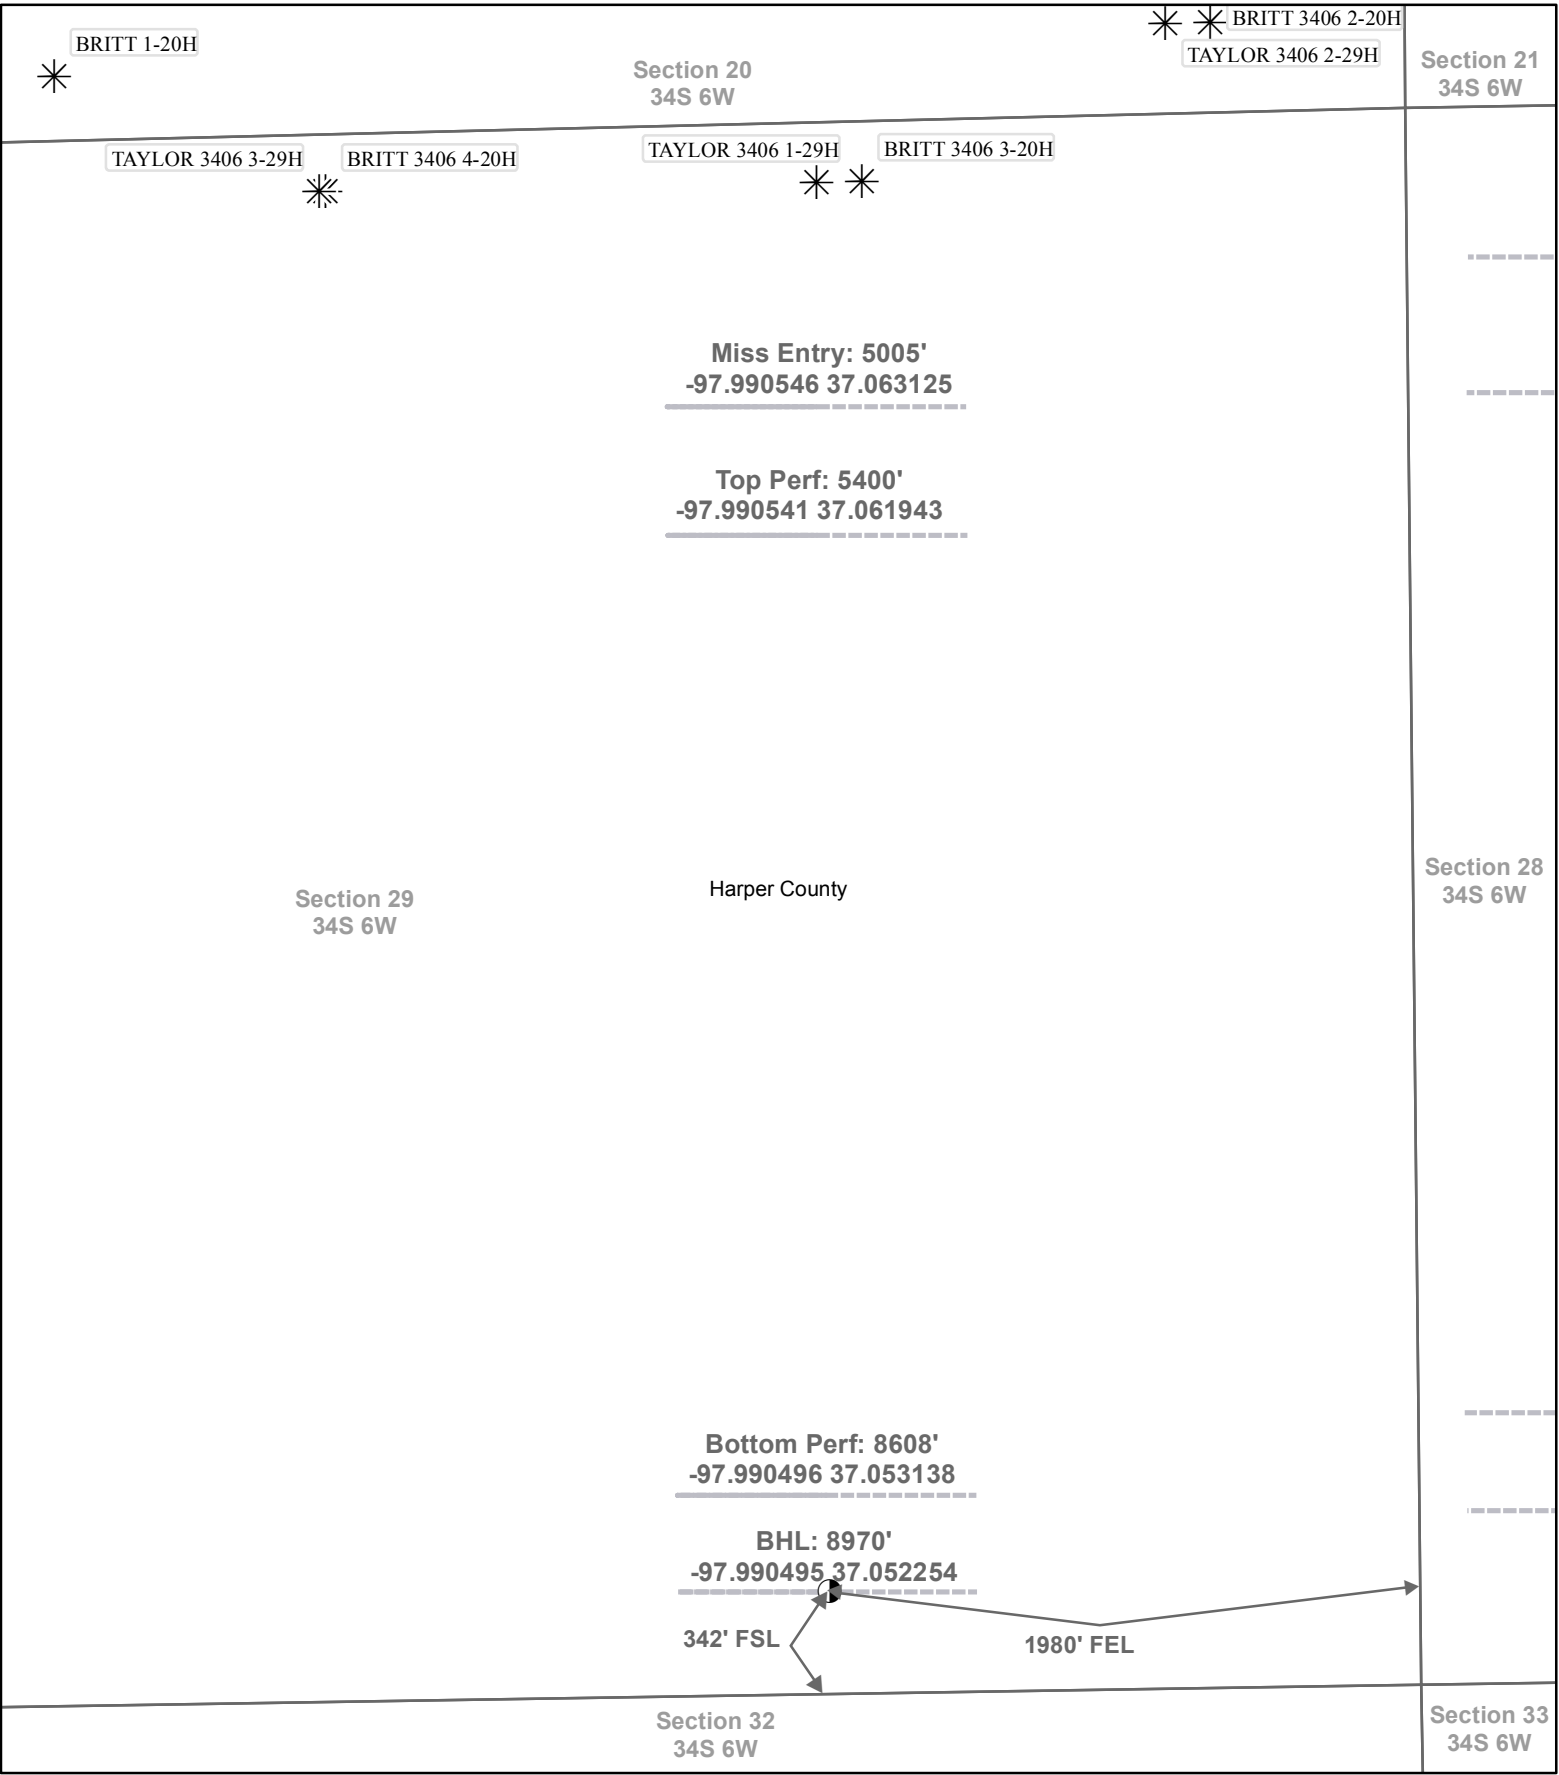 BRITT 1-20H
BRITT 3406 2-20H
TAYLOR 3406 2-29H
Section 20
34S 6W
Section 21
34S 6W
TAYLOR 3406 3-29H
BRITT 3406 4-20H
TAYLOR 3406 1-29H
BRITT 3406 3-20H
Miss Entry: 5005'
-97.990546 37.063125
Top Perf: 5400'
-97.990541 37.061943
Section 29
34S 6W
Harper County
Section 28
34S 6W
Bottom Perf: 8608'
-97.990496 37.053138
BHL: 8970'
-97.990495 37.052254
342' FSL
1980' FEL
Section 32
34S 6W
Section 33
34S 6W